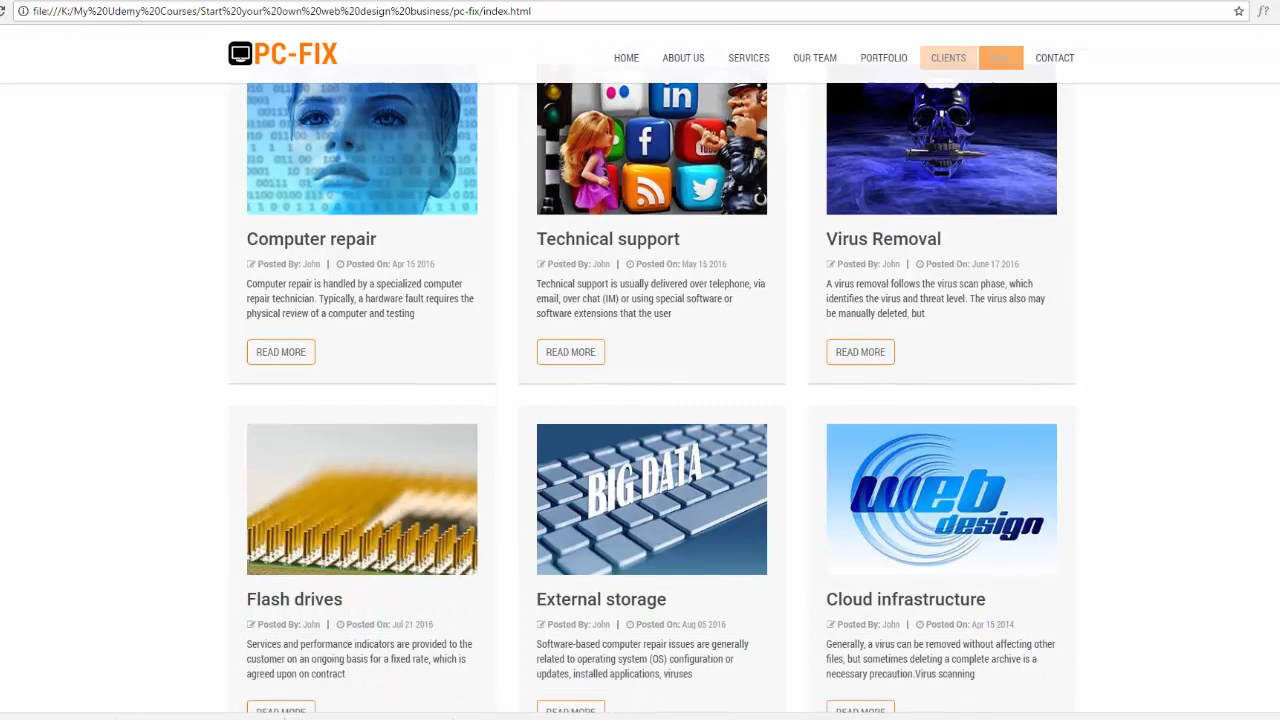 file:///K:/My%20Udemy%20Courses/Start%20your%20own%20web%20design%20business/pc-fix/index.html
PC-FIX
HOME ABOUT US SERVICES OUR TEAM PORTFOLIO CLIENTS CONTACT
Computer repair
Posted By: John | Posted On: Apr 15 2016
Computer repair is handled by a specialized computer
repair technician. Typically, a hardware fault requires the
physical review of a computer and testing
READ MORE
Technical support
Posted By: John | Posted On: May 15 2016
Technical support is usually delivered over telephone, via
email, over chat (IM) or using special software or
software extensions that the user
READ MORE
Virus Removal
Posted By: John | Posted On: June 17 2016
A virus removal follows the virus scan phase, which
identifies the virus and threat level. The virus also may
be manually deleted, but
READ MORE
Flash drives
Posted By: John | Posted On: Jul 21 2016
Services and performance indicators are provided to the
customer on an ongoing basis for a fixed rate, which is
agreed upon on contract
READ MORE
BIG DATA
External storage
Posted By: John | Posted On: Aug 05 2016
Software-based computer repair issues are generally
related to operating system (OS) configuration or
updates, installed applications, viruses
READ MORE
web
design
Cloud infrastructure
Posted By: John | Posted On: Apr 15 2014
Generally, a virus can be removed without affecting other
files, but sometimes deleting a complete archive is a
necessary precaution.Virus scanning
READ MORE